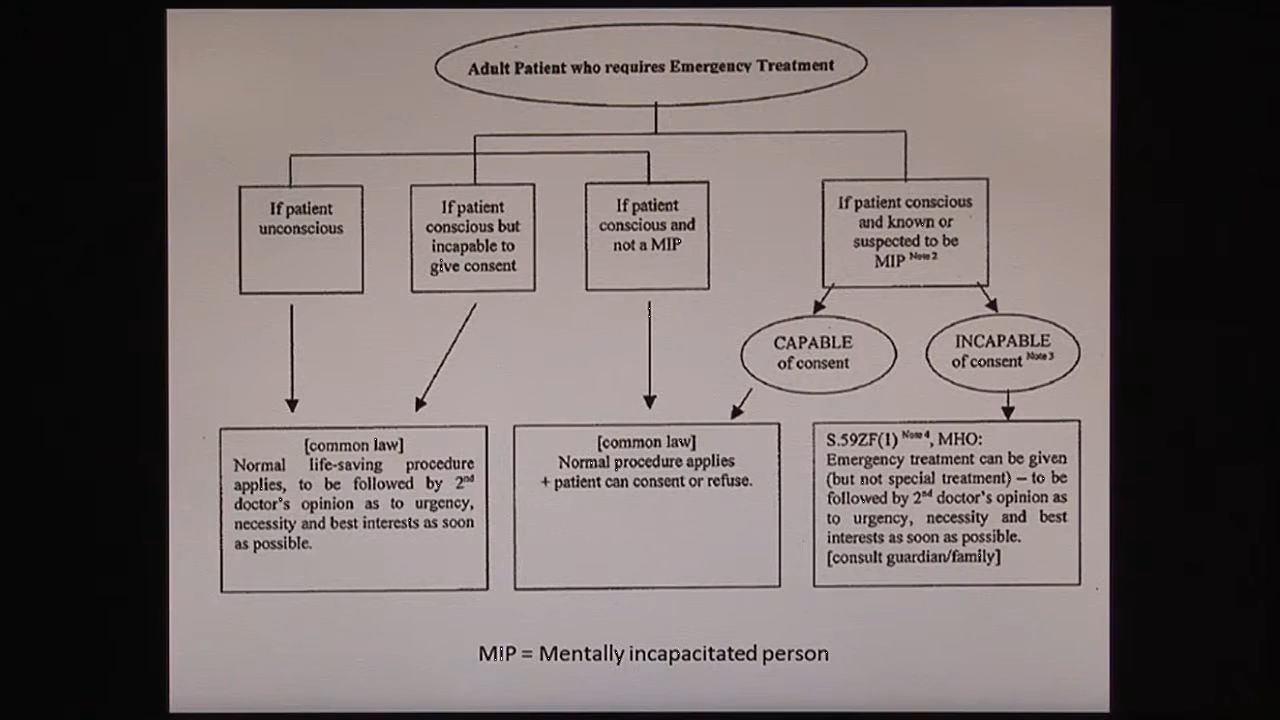 Adult Patient who requires Emergency Treatment
If patient
unconscious
If patient
conscious but
incapable to
give consent
If patient
conscious and
not a MIP
If patient conscious
and known or
suspected to be
MIP Note 2
CAPABLE
of consent
INCAPABLE
of consent Note 3
[common law]
Normal life-saving procedure
applies, to be followed by 2nd
doctor's opinion as to urgency,
necessity and best interests as soon
as possible.
[common law]
Normal procedure applies
+ patient can consent or refuse.
S.59ZF(1) Note 4, MHO:
Emergency treatment can be given
(but not special treatment) – to be
followed by 2nd doctor's opinion as
to urgency, necessity and best
interests as soon as possible.
[consult guardian/family]
MIP = Mentally incapacitated person